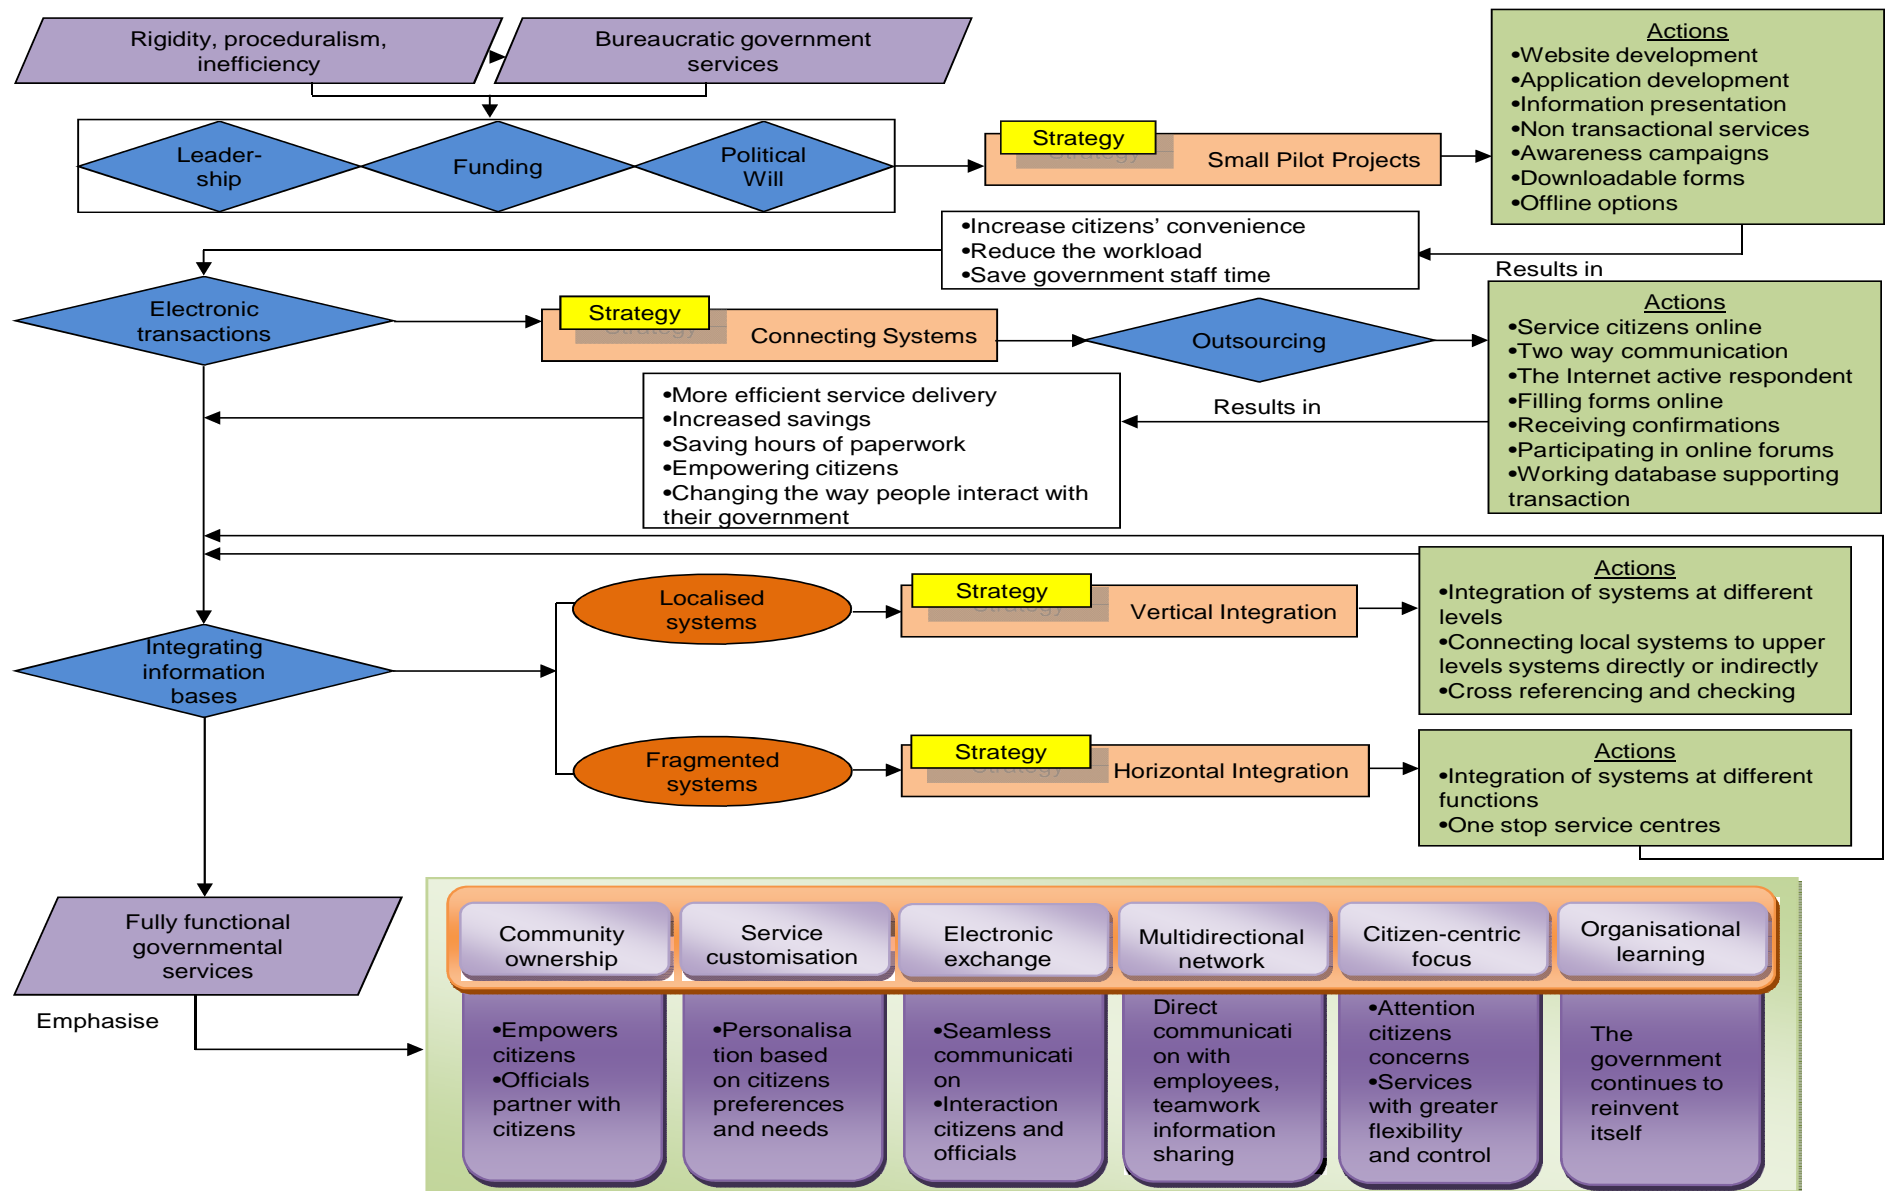 Rigidity, proceduralism,
inefficiency
Bureaucratic government
services
Actions
•Website development
•Application development
•Information presentation
•Non transactional services
•Awareness campaigns
•Downloadable forms
•Offline options
Leader-
ship
Funding
Political
Will
Strategy
Strategy
Small Pilot Projects
•Increase citizens’ convenience
•Reduce the workload
•Save government staff time
Results in
Electronic
transactions
Strategy
Strategy
Connecting Systems
Outsourcing
Actions
•Service citizens online
•Two way communication
•The Internet active respondent
•Filling forms online
•Receiving confirmations
•Participating in online forums
•Working database supporting
transaction
Results in
•More efficient service delivery
•Increased savings
•Saving hours of paperwork
•Empowering citizens
•Changing the way people interact with
their government
Integrating
information
bases
Localised
systems
Strategy
Strategy
Vertical Integration
Actions
•Integration of systems at different
levels
•Connecting local systems to upper
levels systems directly or indirectly
•Cross referencing and checking
Fragmented
systems
Strategy
Strategy
Horizontal Integration
Actions
•Integration of systems at different
functions
•One stop service centres
Fully functional
governmental
services
Emphasise
Community
ownership
•Empowers
citizens
•Officials
partner with
citizens
Service
customisation
•Personalisa
tion based
on citizens
preferences
and needs
Electronic
exchange
•Seamless
communicati
on
•Interaction
citizens and
officials
Multidirectional
network
Direct
communicati
on with
employees,
teamwork
information
sharing
Citizen-centric
focus
•Attention
citizens
concerns
•Services
with greater
flexibility
and control
Organisational
learning
The
government
continues to
reinvent
itself